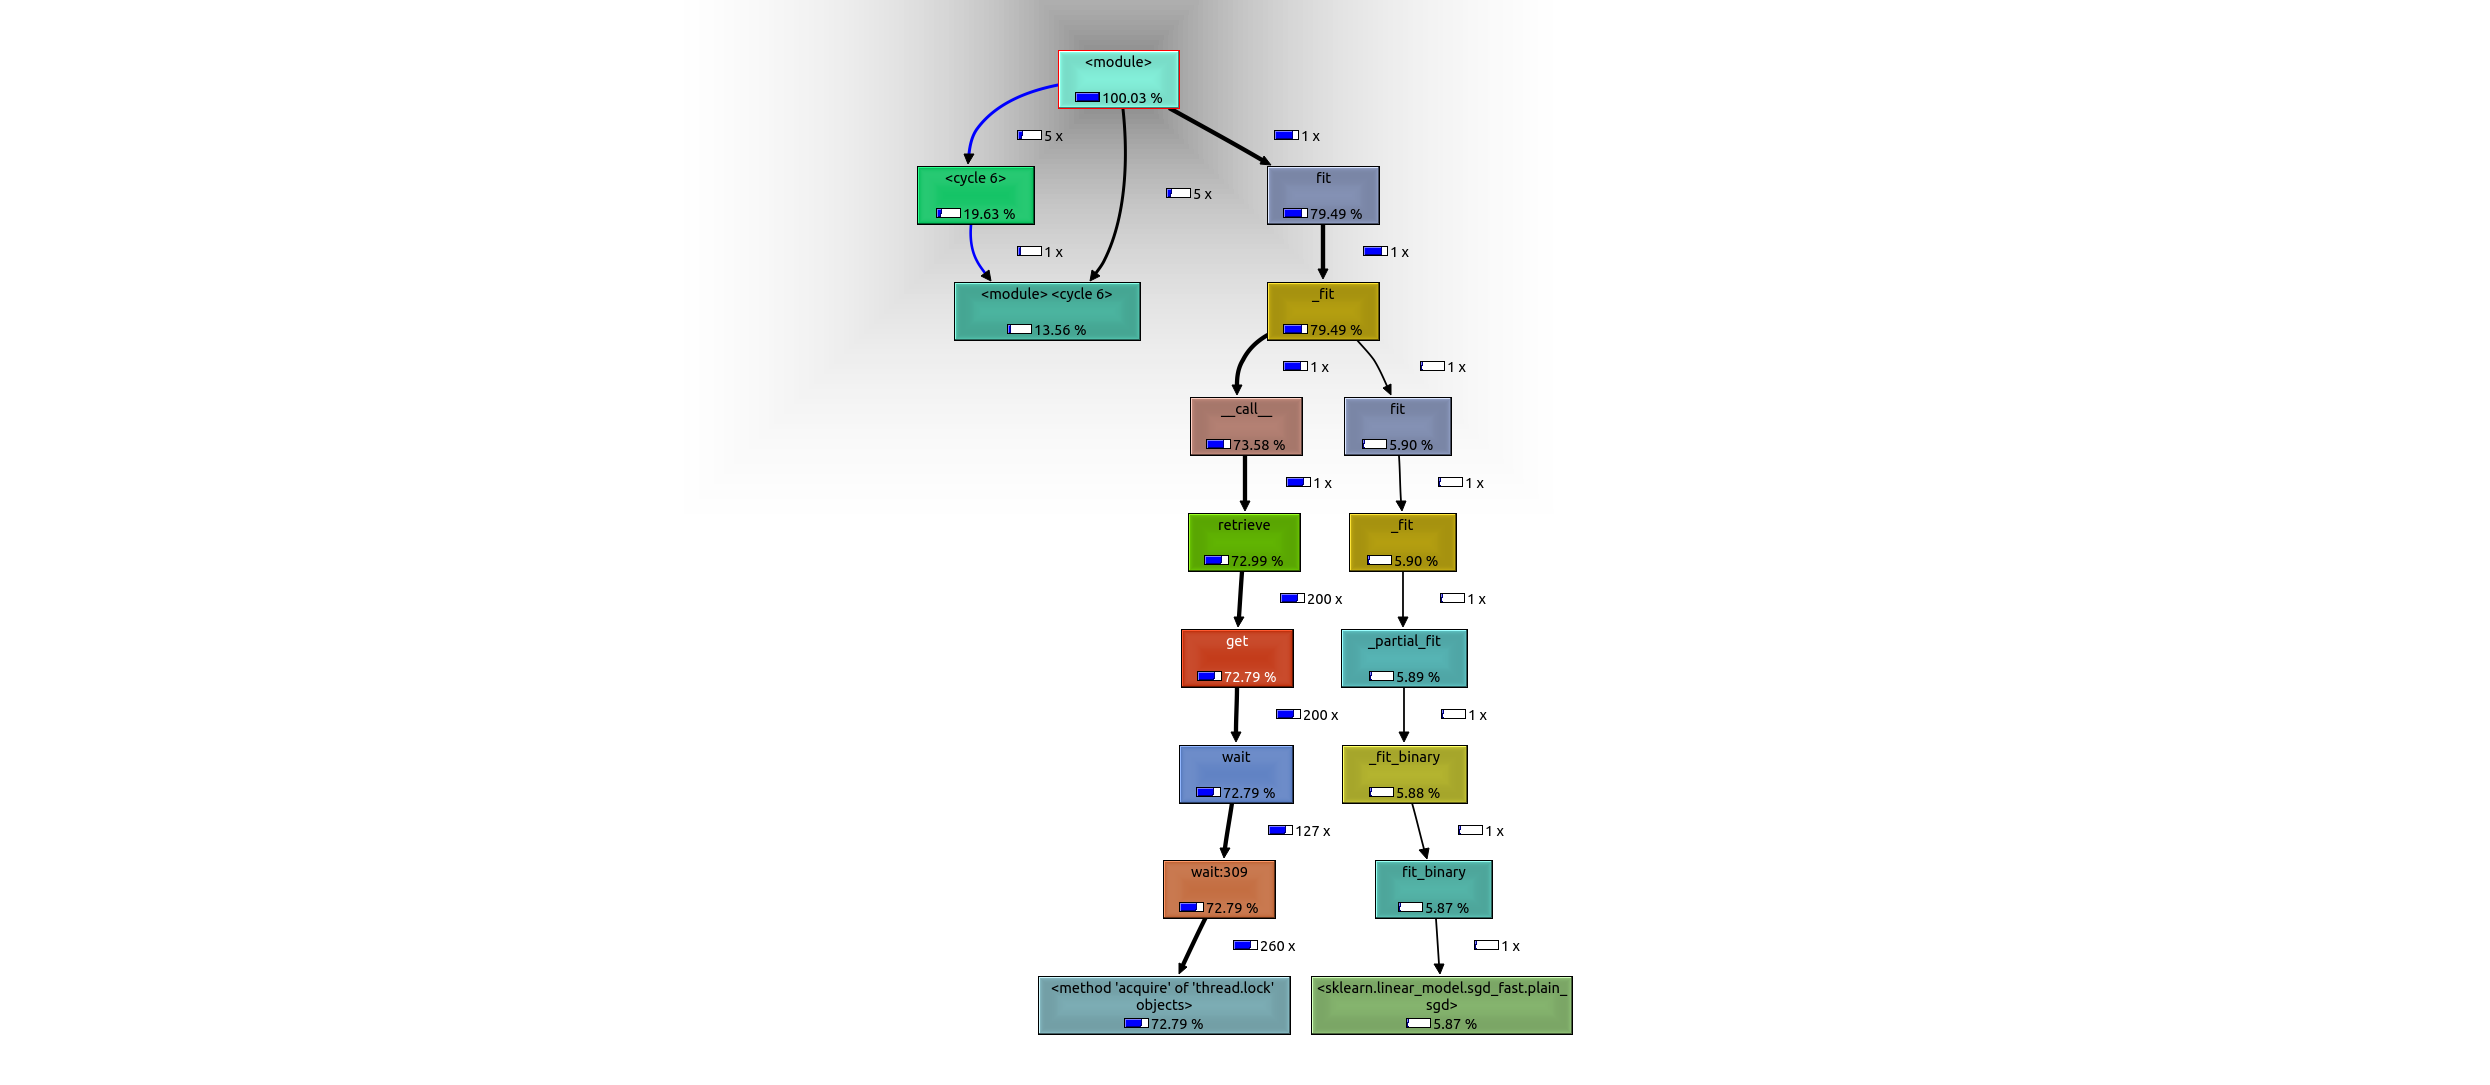 <module>
100.03 %
5 x
1 x
<cycle 6>
19.63 %
5 x
fit
79.49 %
1 x
1 x
<module> <cycle 6>
13.56 %
_fit
79.49 %
1 x
1 x
__call__
73.58 %
fit
5.90 %
1 x
1 x
retrieve
72.99 %
_fit
5.90 %
200 x
1 x
get
72.79 %
_partial_fit
5.89 %
200 x
1 x
wait
72.79 %
_fit_binary
5.88 %
127 x
1 x
wait:309
72.79 %
fit_binary
5.87 %
260 x
1 x
<method 'acquire' of 'thread.lock'
objects>
72.79 %
<sklearn.linear_model.sgd_fast.plain_
sgd>
5.87 %